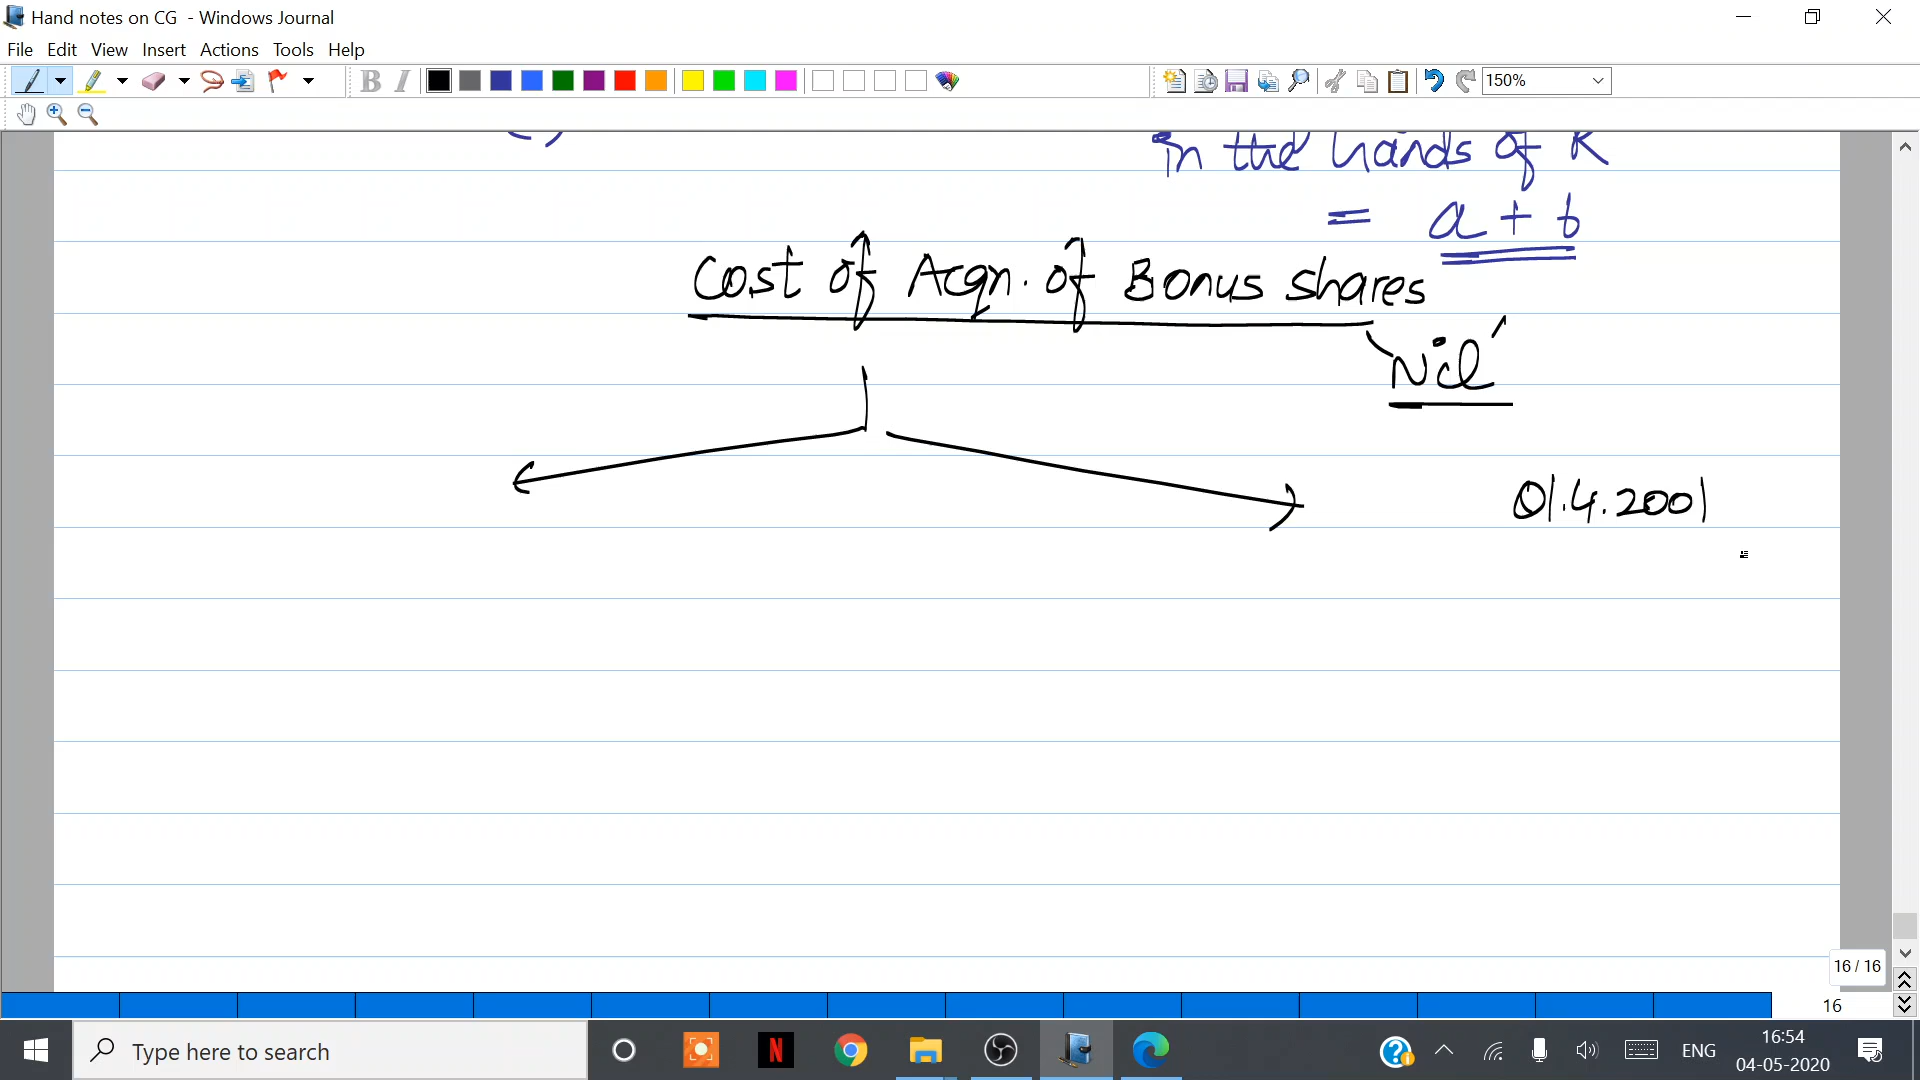 Hand notes on CG - Windows Journal
File Edit View Insert Actions Tools Help
B I 150%
in the hands of R
= a + b
Cost of Acqn. of Bonus shares
Nil
01.4.2001
16 / 16
16
Type here to search
N
ENG
16:54
04-05-2020